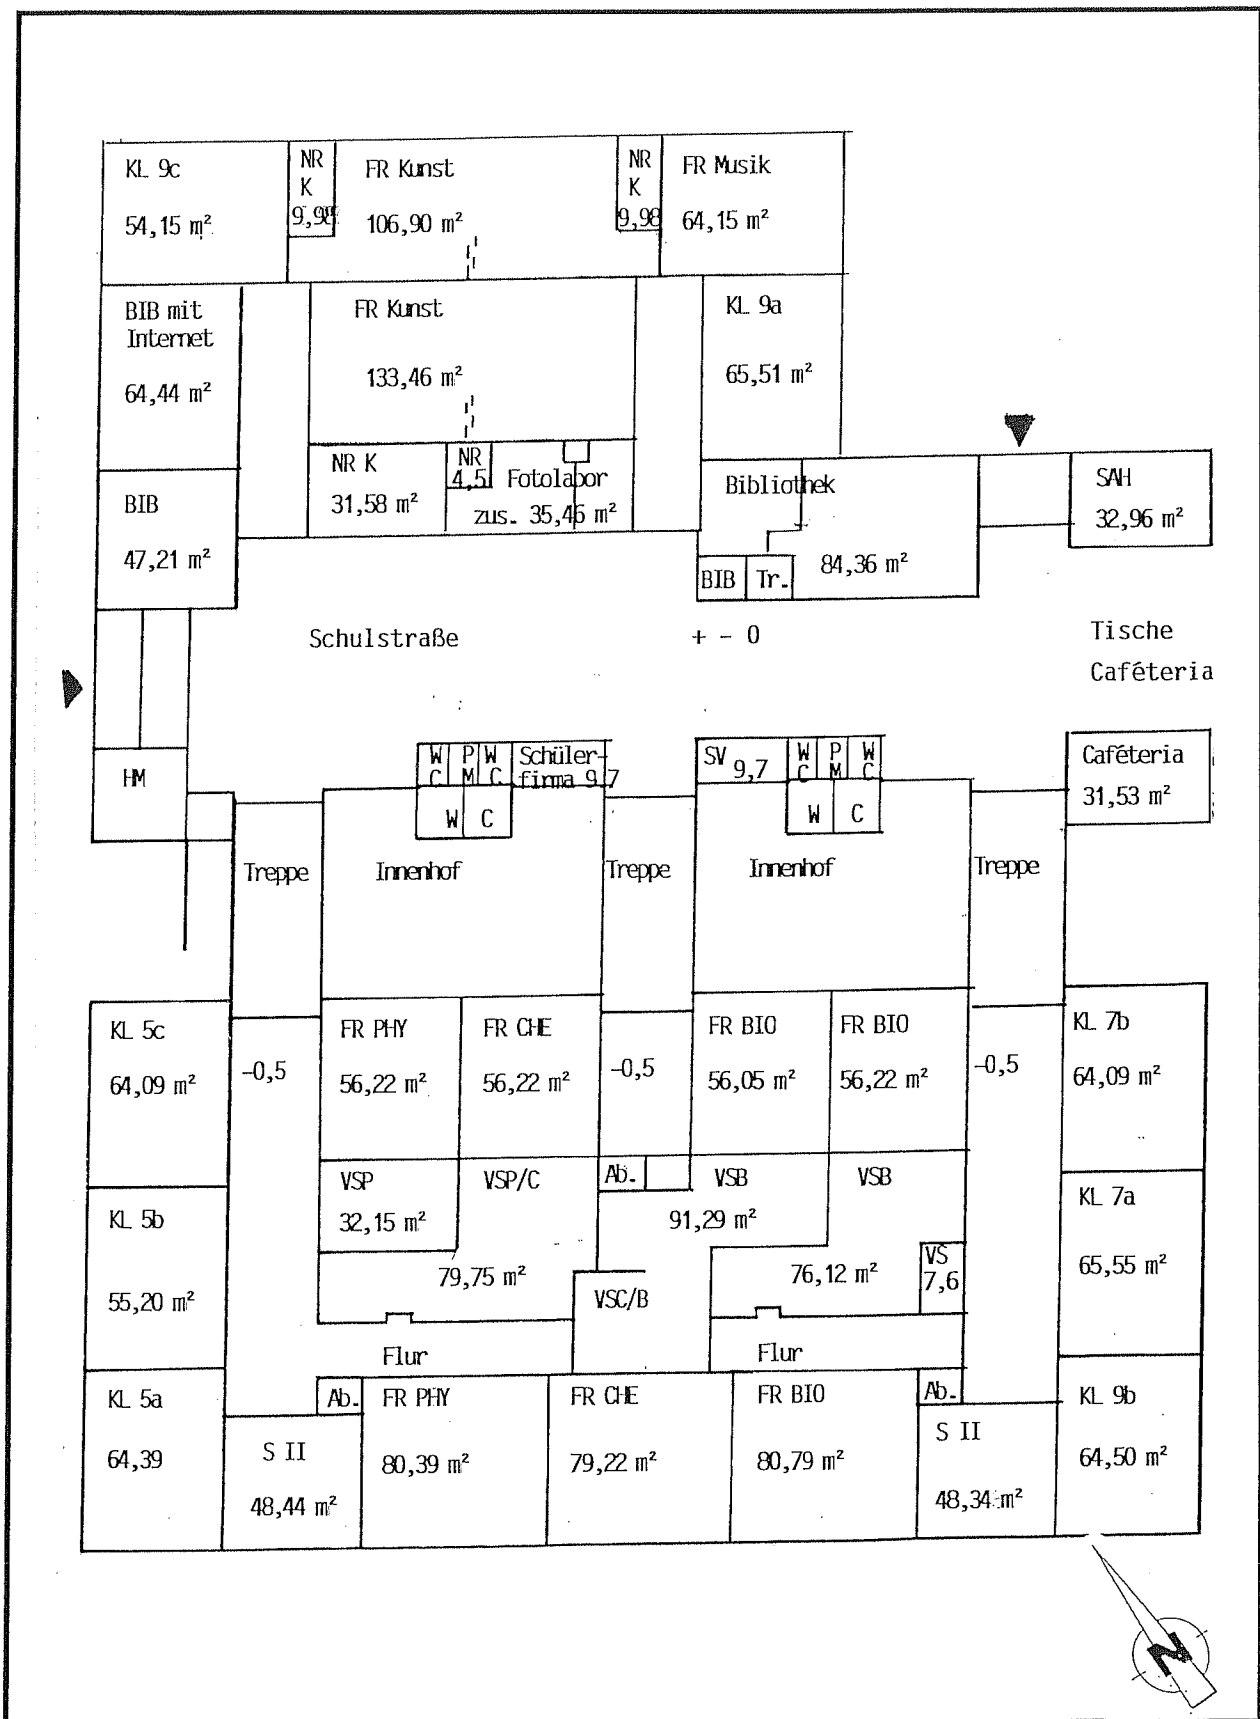 KL 9c
54,15 m²
NR
K
9,98
FR Kunst
106,90 m²
NR
K
9,98
FR Musik
64,15 m²
BIB mit
Internet
64,44 m²
FR Kunst
133,46 m²
KL 9a
65,51 m²
BIB
47,21 m²
NR K
31,58 m²
NR
4,5
Fotolabor
zus. 35,46 m²
Bibliothek
84,36 m²
BIB
Tr.
SAH
32,96 m²
Schulstraße
+ - 0
Tische
Caféteria
HM
WC
PM
WC
Schüler-
firma 9,7
W C
SV
9,7
WC
PM
WC
W C
Caféteria
31,53 m²
Treppe
Innenhof
Treppe
Innenhof
Treppe
KL 5c
64,09 m²
-0,5
FR PHY
56,22 m²
FR CHE
56,22 m²
-0,5
FR BIO
56,05 m²
FR BIO
56,22 m²
-0,5
KL 7b
64,09 m²
KL 5b
55,20 m²
VSP
32,15 m²
VSP/C
79,75 m²
Ab.
VSB
91,29 m²
VSB
76,12 m²
VS
7,6
VSC/B
KL 7a
65,55 m²
Flur
Flur
KL 5a
64,39
S II
48,44 m²
Ab.
FR PHY
80,39 m²
FR CHE
79,22 m²
FR BIO
80,79 m²
Ab.
S II
48,34 m²
KL 9b
64,50 m²
N